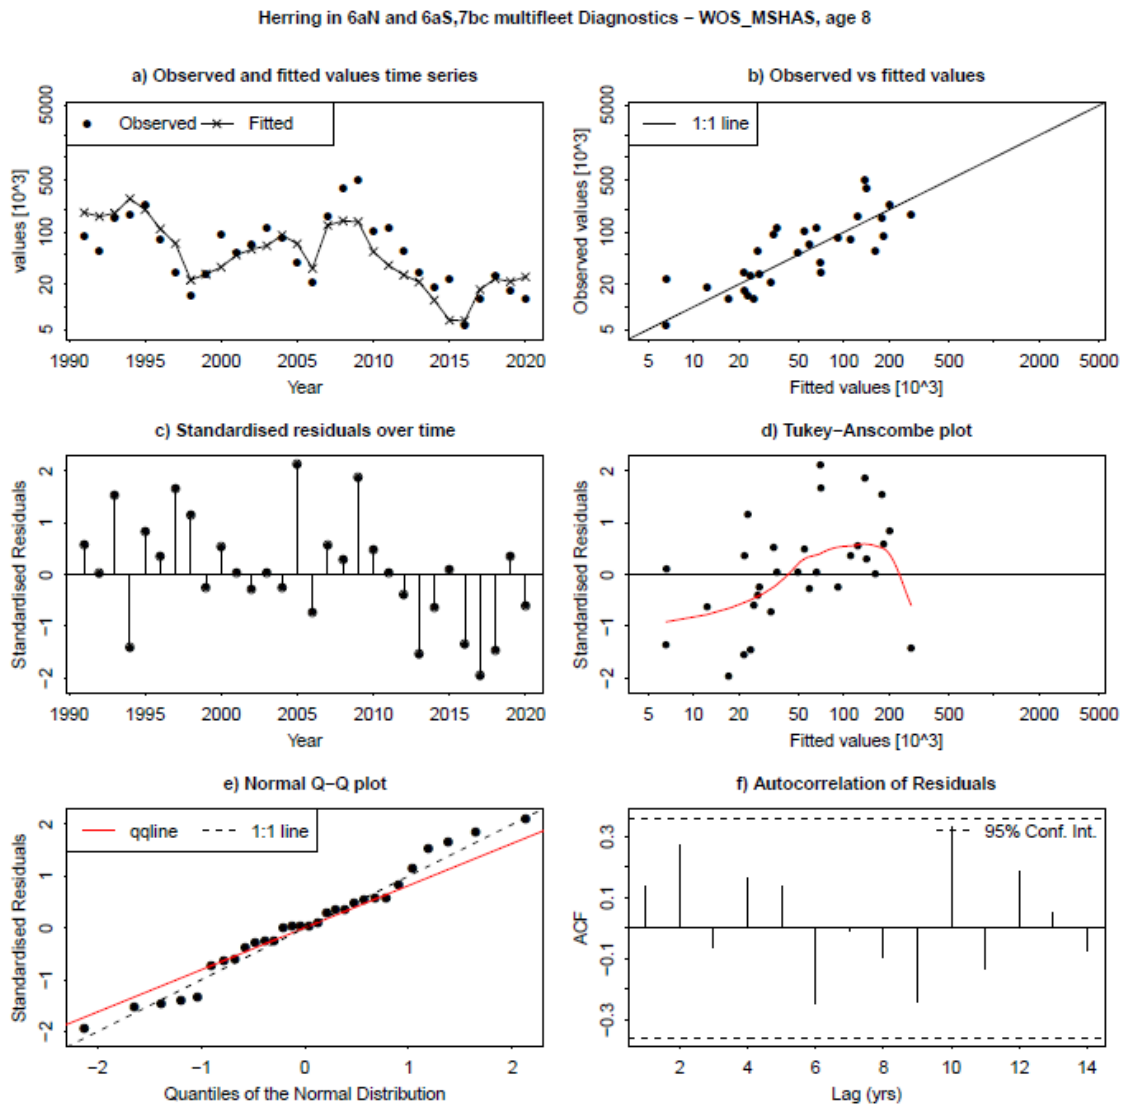 Herring in 6aN and 6aS,7bc multifleet Diagnostics − WOS_MSHAS, age 8
a) Observed and fitted values time series
values [10^3]
5000
500
100
20
5
Observed
Fitted
1990 1995 2000 2005 2010 2015 2020
Year
b) Observed vs fitted values
Observed values [10^3]
5000
500
100
20
5
1:1 line
5 10 20 50 100 200 500 2000 5000
Fitted values [10^3]
c) Standardised residuals over time
Standardised Residuals
2
1
0
−1
−2
1990 1995 2000 2005 2010 2015 2020
Year
d) Tukey−Anscombe plot
Standardised Residuals
2
1
0
−1
−2
5 10 20 50 100 200 500 2000 5000
Fitted values [10^3]
e) Normal Q−Q plot
Standardised Residuals
2
1
0
−1
−2
qqline
1:1 line
−2 −1 0 1 2
Quantiles of the Normal Distribution
f) Autocorrelation of Residuals
ACF
0.3
0.1
−0.1
−0.3
95% Conf. Int.
2 4 6 8 10 12 14
Lag (yrs)